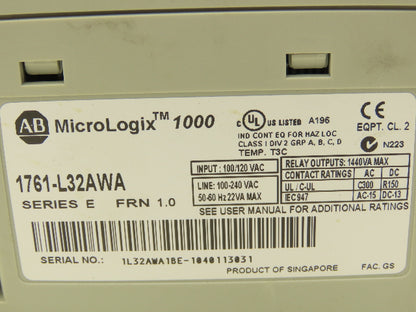 AB MicroLogix™ 1000
c UL US LISTED A196
IND CONT EQ FOR HAZ LOC
CLASS I DIV 2 GRP A, B, C, D
TEMP. T3C
CE
EQPT. CL. 2
N223
1761-L32AWA
SERIES E FRN 1.0
INPUT: 100/120 VAC
LINE: 100-240 VAC
50-60 Hz 22VA MAX
RELAY OUTPUTS: 1440VA MAX
CONTACT RATINGS AC DC
UL / C-UL C300 R150
IEC947 AC-15 DC-13
SEE USER MANUAL FOR ADDITIONAL RATINGS
SERIAL NO.: 1L32AWA1BE-1040113031
PRODUCT OF SINGAPORE FAC. GS